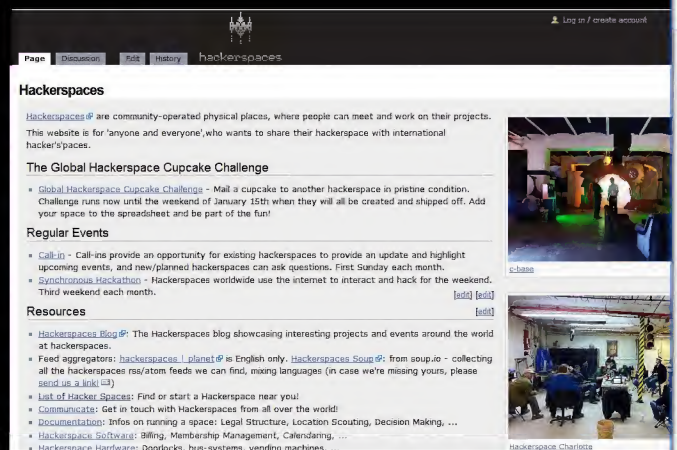 Log in / create account
Page Discussion Edit History hackerspaces
Hackerspaces
Hackerspaces are community-operated physical places, where people can meet and work on their projects.
This website is for 'anyone and everyone',who wants to share their hackerspace with international
hacker's'paces.
The Global Hackerspace Cupcake Challenge
Global Hackerspace Cupcake Challenge - Mail a cupcake to another hackerspace in pristine condition.
Challenge runs now until the weekend of January 15th when they will all be created and shipped off. Add
your space to the spreadsheet and be part of the fun!
Regular Events
Call-in - Call-ins provide an opportunity for existing hackerspaces to provide an update and highlight
upcoming events, and new/planned hackerspaces can ask questions. First Sunday each month.
Synchronous Hackathon - Hackerspaces worldwide use the internet to interact and hack for the weekend.
Third weekend each month.
[edit] [edit]
c-base
Resources [edit]
Hackerspaces Blog: The Hackerspaces blog showcasing interesting projects and events around the world
at hackerspaces.
Feed aggregators: hackerspaces | planet is English only. Hackerspaces Soup: from soup.io - collecting
all the hackerspaces rss/atom feeds we can find, mixing languages (in case we're missing yours, please
send us a link!)
List of Hacker Spaces: Find or start a Hackerspace near you!
Communicate: Get in touch with Hackerspaces from all over the world!
Documentation: Infos on running a space: Legal Structure, Location Scouting, Decision Making, ...
Hackerspace Software: Billing, Membership Management, Calendaring, ...
Hackerspace Hardware: Doorlocks, bus-systems, vending machines, ...
Hackerspace Charlotte